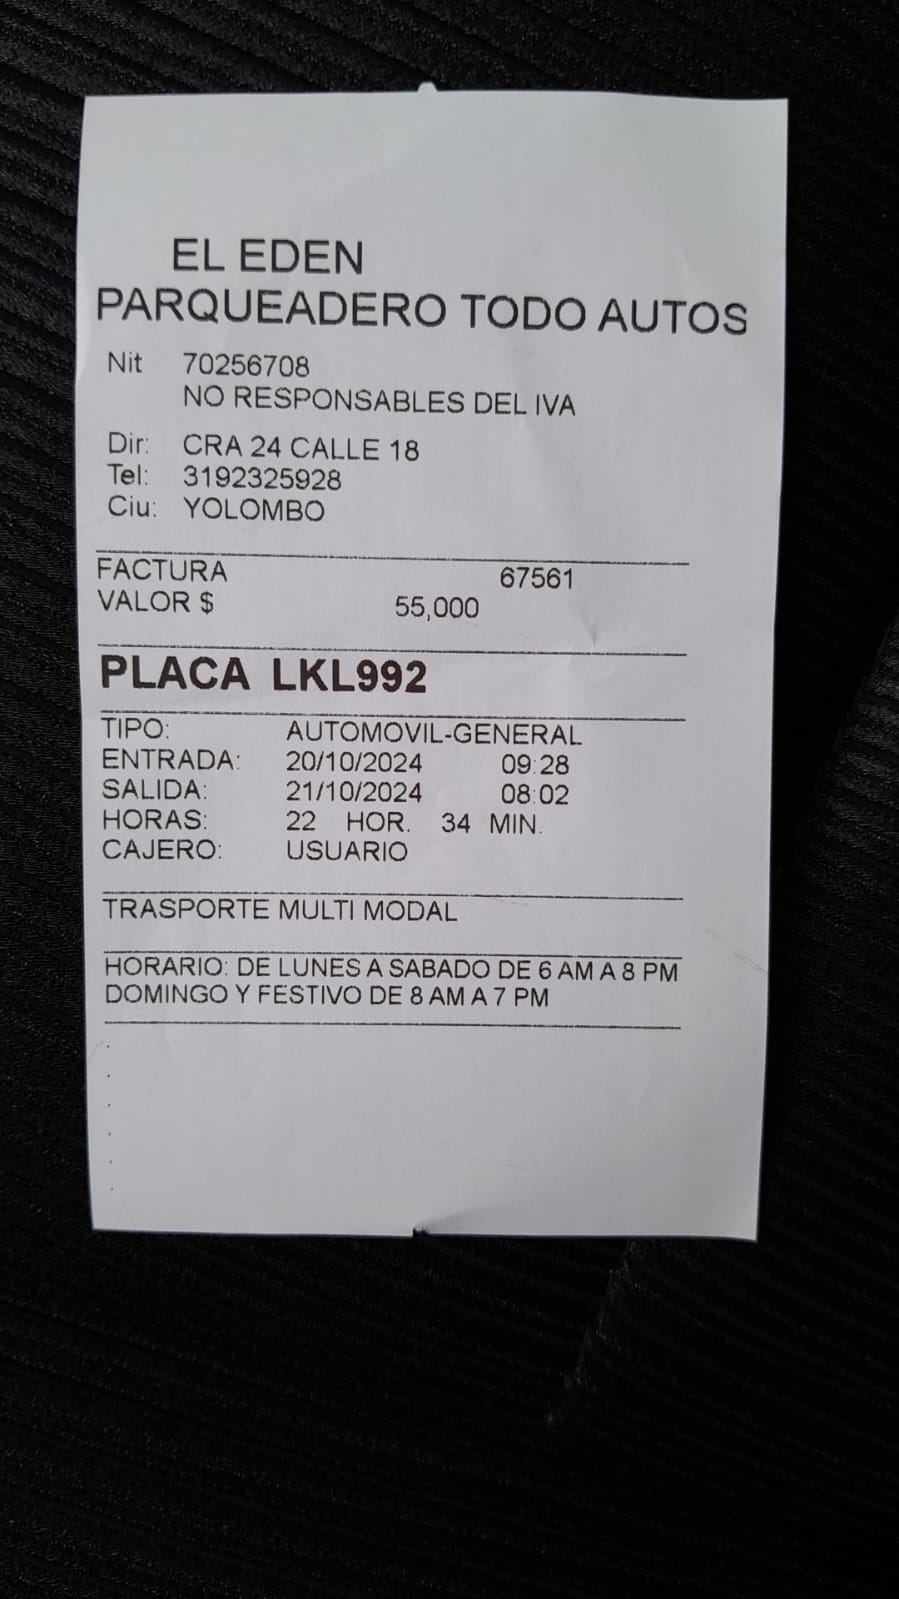 EL EDEN
PARQUEADERO TODO AUTOS
Nit 70256708
NO RESPONSABLES DEL IVA
Dir: CRA 24 CALLE 18
Tel: 3192325928
Ciu: YOLOMBO
FACTURA 67561
VALOR $ 55,000
PLACA LKL992
TIPO: AUTOMOVIL-GENERAL
ENTRADA: 20/10/2024 09:28
SALIDA: 21/10/2024 08:02
HORAS: 22 HOR. 34 MIN.
CAJERO: USUARIO
TRASPORTE MULTI MODAL
HORARIO: DE LUNES A SABADO DE 6 AM A 8 PM
DOMINGO Y FESTIVO DE 8 AM A 7 PM